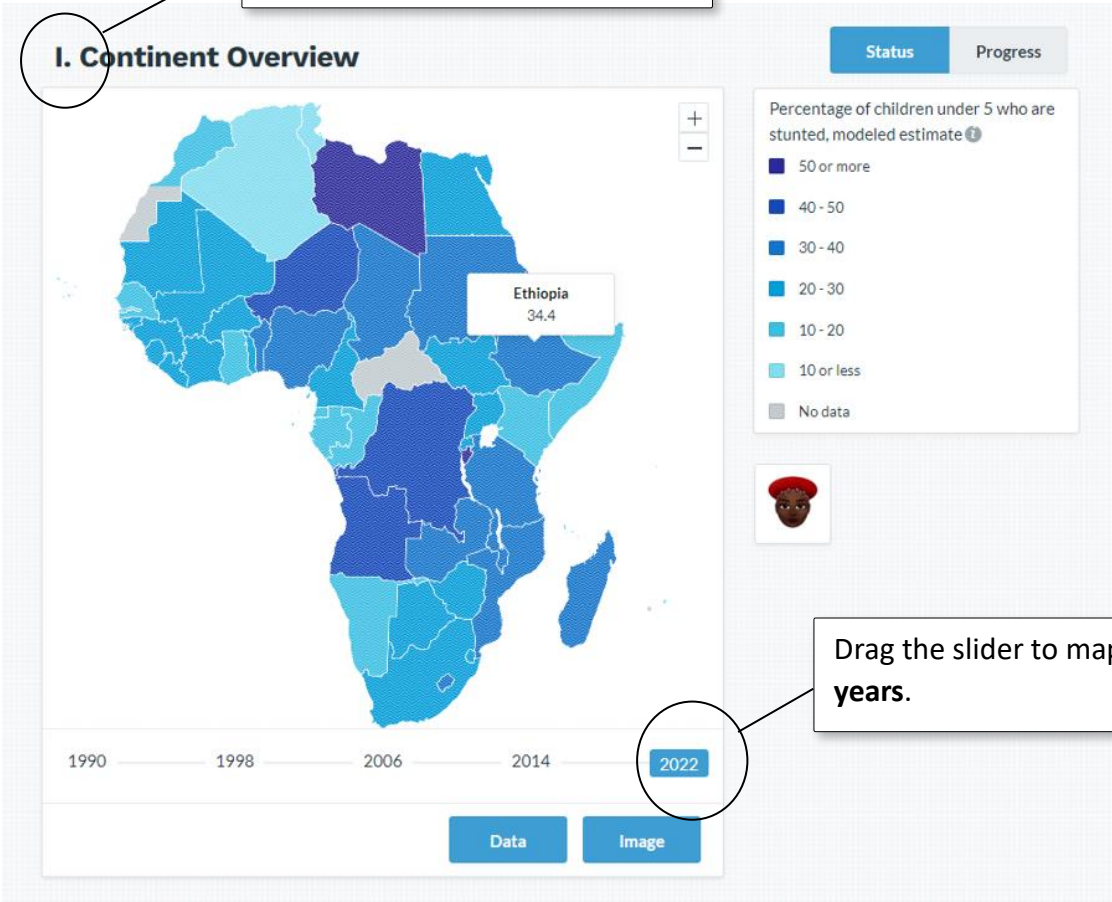 I. Continent Overview
Status
Progress
+
−
Percentage of children under 5 who are
stunted, modeled estimate i
50 or more
40 - 50
30 - 40
20 - 30
10 - 20
10 or less
No data
Ethiopia
34.4
Drag the slider to map
years.
1990
1998
2006
2014
2022
Data
Image